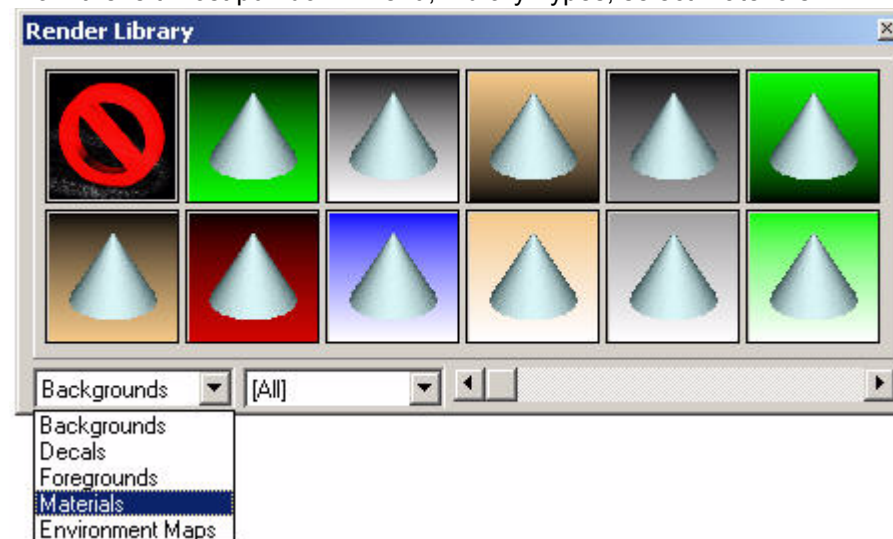 Render Library
Backgrounds
[All]
Backgrounds
Decals
Foregrounds
Materials
Environment Maps